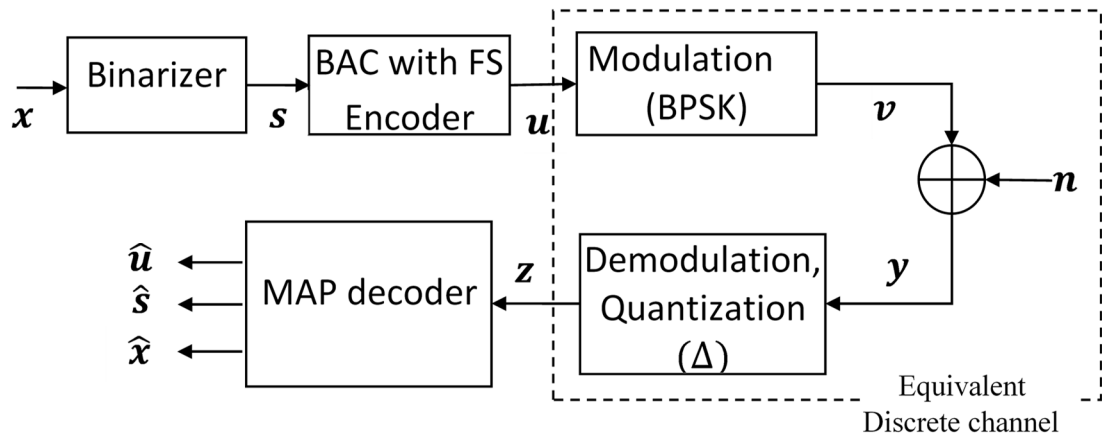 Binarizer
BAC with FS
Encoder
Modulation
(BPSK)
x
s
u
v
n
MAP decoder
Demodulation,
Quantization
(Δ)
û
ŝ
x̂
z
y
Equivalent
Discrete channel